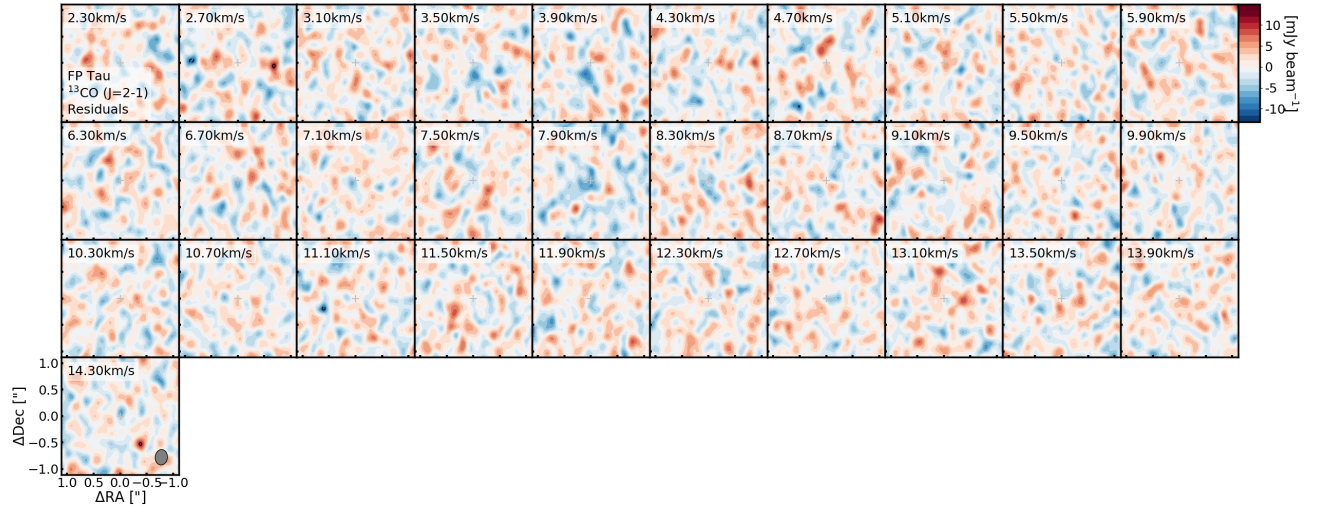 2.30km/s 2.70km/s 3.10km/s 3.50km/s 3.90km/s 4.30km/s 4.70km/s 5.10km/s 5.50km/s 5.90km/s
FP Tau
¹³CO (J=2-1)
Residuals
10
5
0
-5
-10
[mJy beam⁻¹]
6.30km/s 6.70km/s 7.10km/s 7.50km/s 7.90km/s 8.30km/s 8.70km/s 9.10km/s 9.50km/s 9.90km/s
10.30km/s 10.70km/s 11.10km/s 11.50km/s 11.90km/s 12.30km/s 12.70km/s 13.10km/s 13.50km/s 13.90km/s
14.30km/s
1.0
0.5
0.0
−0.5
−1.0
ΔDec ["]
1.0 0.5 0.0 −0.5 −1.0
ΔRA ["]